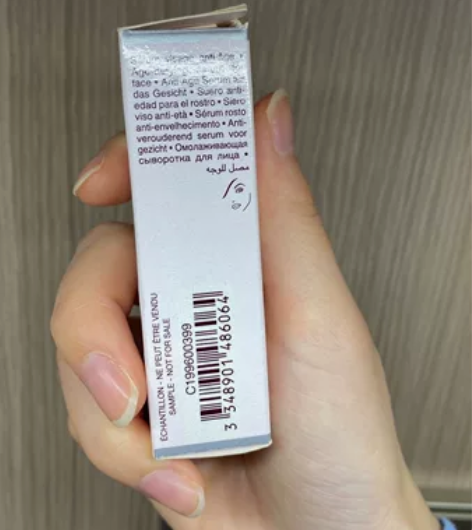 face • Anti-Age Serum für
das Gesicht • Suero anti-
edad para el rostro • Siero
viso anti-età • Sérum rosto
anti-envelhecimento • Anti-
verouderend serum voor
gezicht • Омолаживающая
сыворотка для лица •
مصل للوجه
ÉCHANTILLON - NE PEUT ÊTRE VENDU
SAMPLE - NOT FOR SALE
C199600399
3 348901 486064